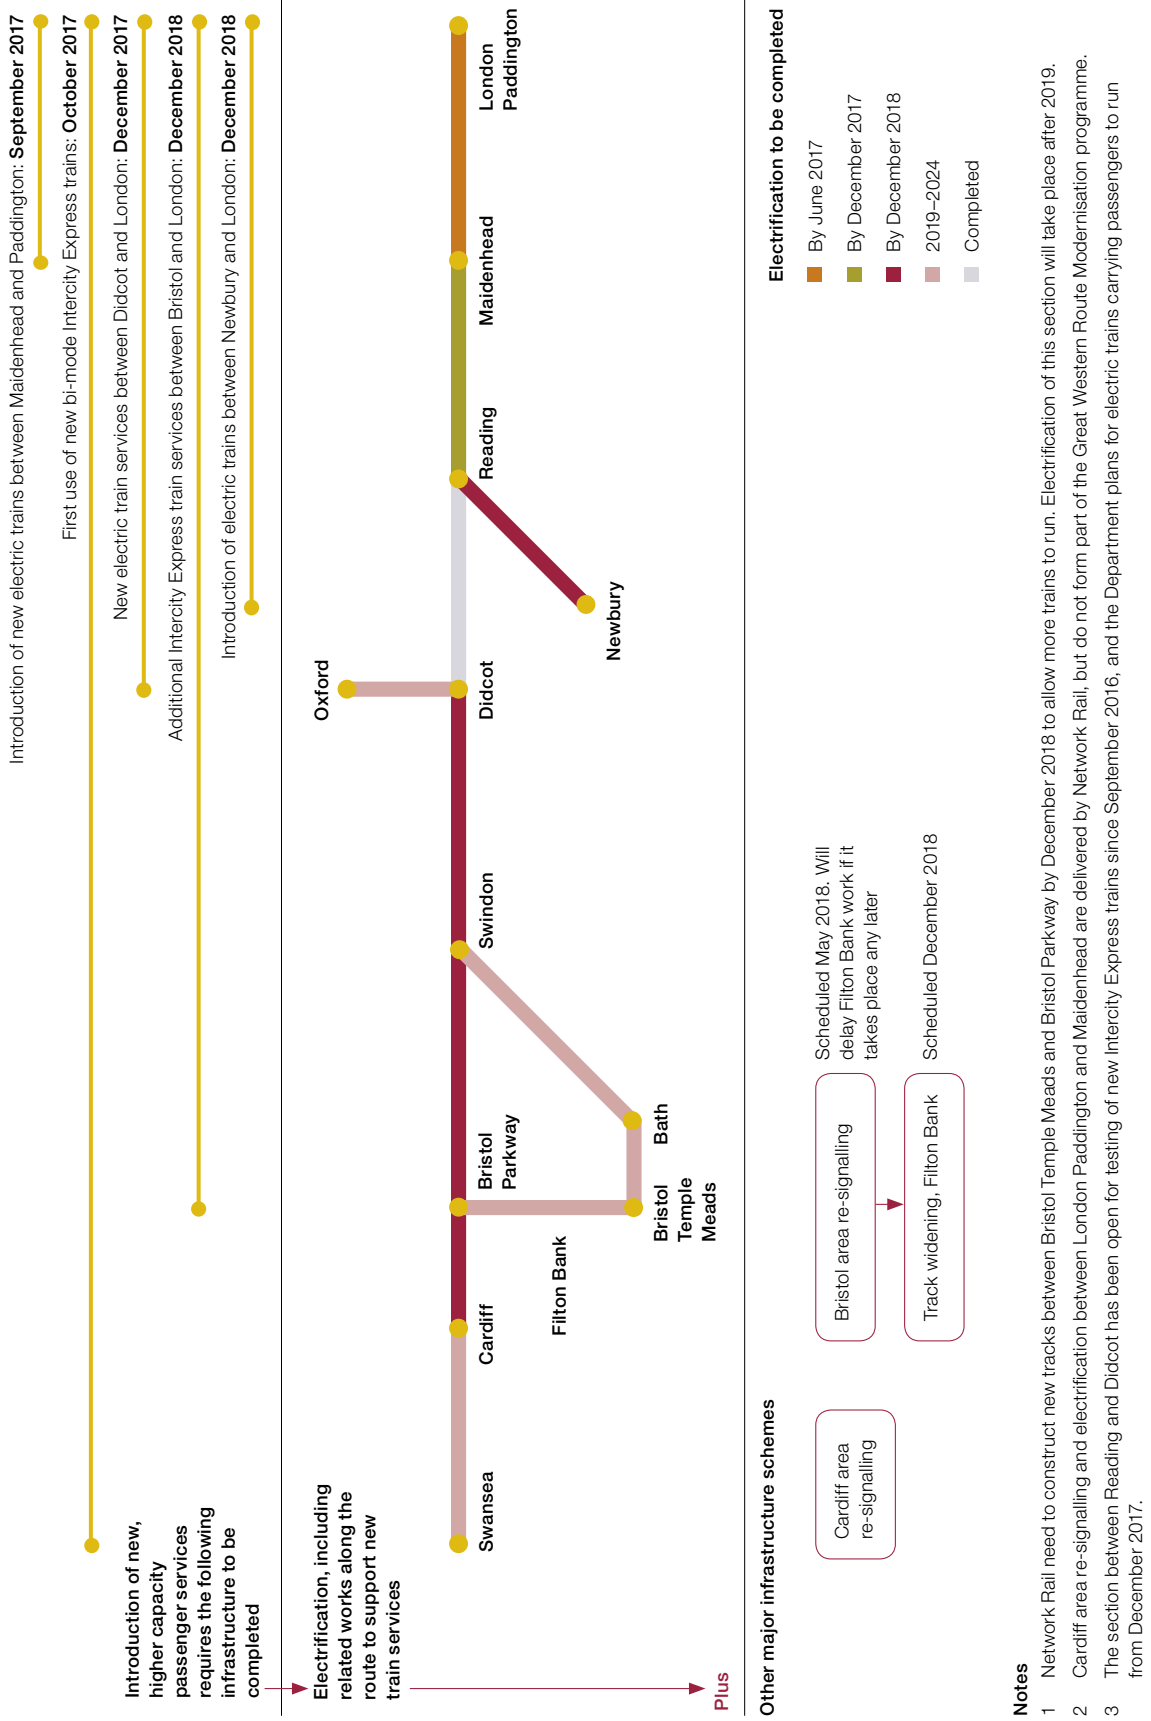 Introduction of new electric trains between Maidenhead and Paddington: September 2017
First use of new bi-mode Intercity Express trains: October 2017
New electric train services between Didcot and London: December 2017
Additional Intercity Express train services between Bristol and London: December 2018
Introduction of electric trains between Newbury and London: December 2018
Introduction of new,
higher capacity
passenger services
requires the following
infrastructure to be
completed
Electrification, including
related works along the
route to support new
train services
Oxford
Swansea
Cardiff
Bristol
Parkway
Swindon
Didcot
Reading
Maidenhead
London
Paddington
Filton Bank
Newbury
Bristol
Temple
Meads
Bath
Plus
Other major infrastructure schemes
Cardiff area
re-signalling
Bristol area re-signalling
Scheduled May 2018. Will
delay Filton Bank work if it
takes place any later
Track widening, Filton Bank
Scheduled December 2018
Electrification to be completed
By June 2017
By December 2017
By December 2018
2019–2024
Completed
Notes
1 Network Rail need to construct new tracks between Bristol Temple Meads and Bristol Parkway by December 2018 to allow more trains to run. Electrification of this section will take place after 2019.
2 Cardiff area re-signalling and electrification between London Paddington and Maidenhead are delivered by Network Rail, but do not form part of the Great Western Route Modernisation programme.
3 The section between Reading and Didcot has been open for testing of new Intercity Express trains since September 2016, and the Department plans for electric trains carrying passengers to run
from December 2017.